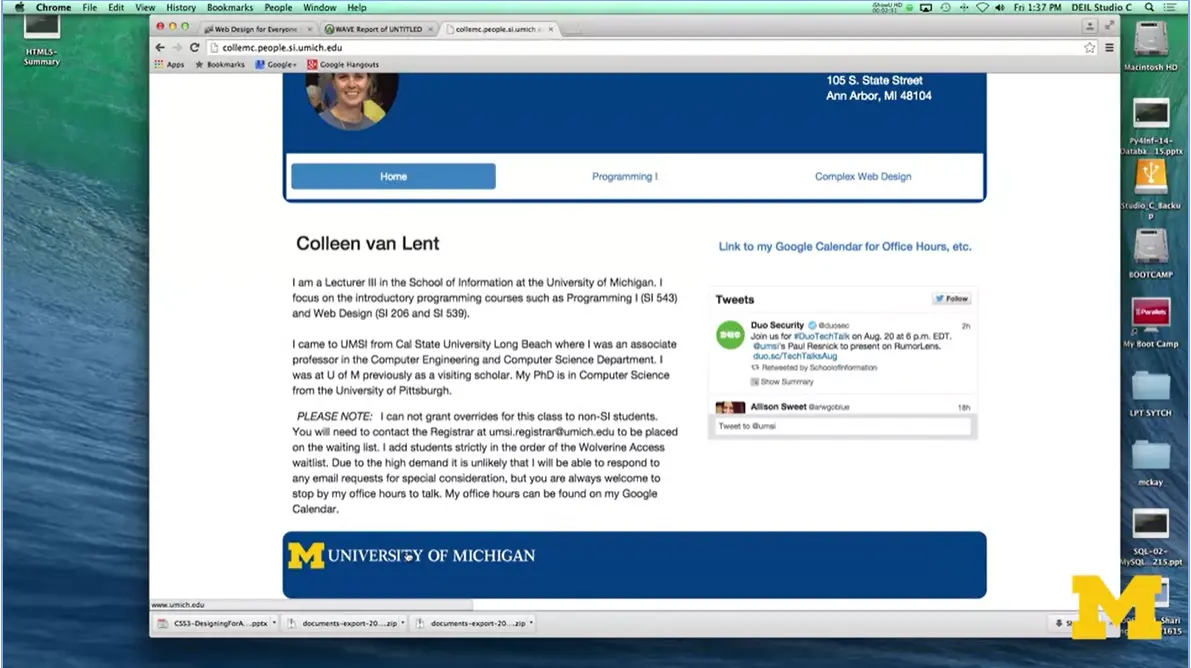 Chrome File Edit View History Bookmarks People Window Help
Fri 1:37 PM DEIL Studio C
HTML5-
Summary
Web Design for Everyone
WAVE Report of UNTITLED
collemc.people.si.umich
collemc.people.si.umich.edu
Apps Bookmarks Google+ Google Hangouts
105 S. State Street
Ann Arbor, MI 48104
Home Programming I Complex Web Design
Colleen van Lent
I am a Lecturer III in the School of Information at the University of Michigan. I
focus on the introductory programming courses such as Programming I (SI 543)
and Web Design (SI 206 and SI 539).
I came to UMSI from Cal State University Long Beach where I was an associate
professor in the Computer Engineering and Computer Science Department. I
was at U of M previously as a visiting scholar. My PhD is in Computer Science
from the University of Pittsburgh.
PLEASE NOTE: I can not grant overrides for this class to non-SI students.
You will need to contact the Registrar at umsi.registrar@umich.edu to be placed
on the waiting list. I add students strictly in the order of the Wolverine Access
waitlist. Due to the high demand it is unlikely that I will be able to respond to
any email requests for special consideration, but you are always welcome to
stop by my office hours to talk. My office hours can be found on my Google
Calendar.
Link to my Google Calendar for Office Hours, etc.
Tweets Follow
Duo Security @duosec 2h
Join us for #DuoTechTalk on Aug. 20 at 6 p.m. EDT.
@umsi's Paul Resnick to present on RumorLens.
duo.sc/TechTalksAug
Retweeted by SchoolofInformation
Show Summary
Allison Sweet @arwgoblue 18h
Tweet to @umsi
M UNIVERSITY OF MICHIGAN
www.umich.edu
CSS3-DesigningForA....pptx documents-export-20....zip documents-export-20....zip
Macintosh HD
Py4Inf-14-
Databa...15.pptx
Studio_C_Backu
p
BOOTCAMP
Parallels
My Boot Camp
LPT SYTCH
mckay
SQL-02-
MySQL...215.ppt
M